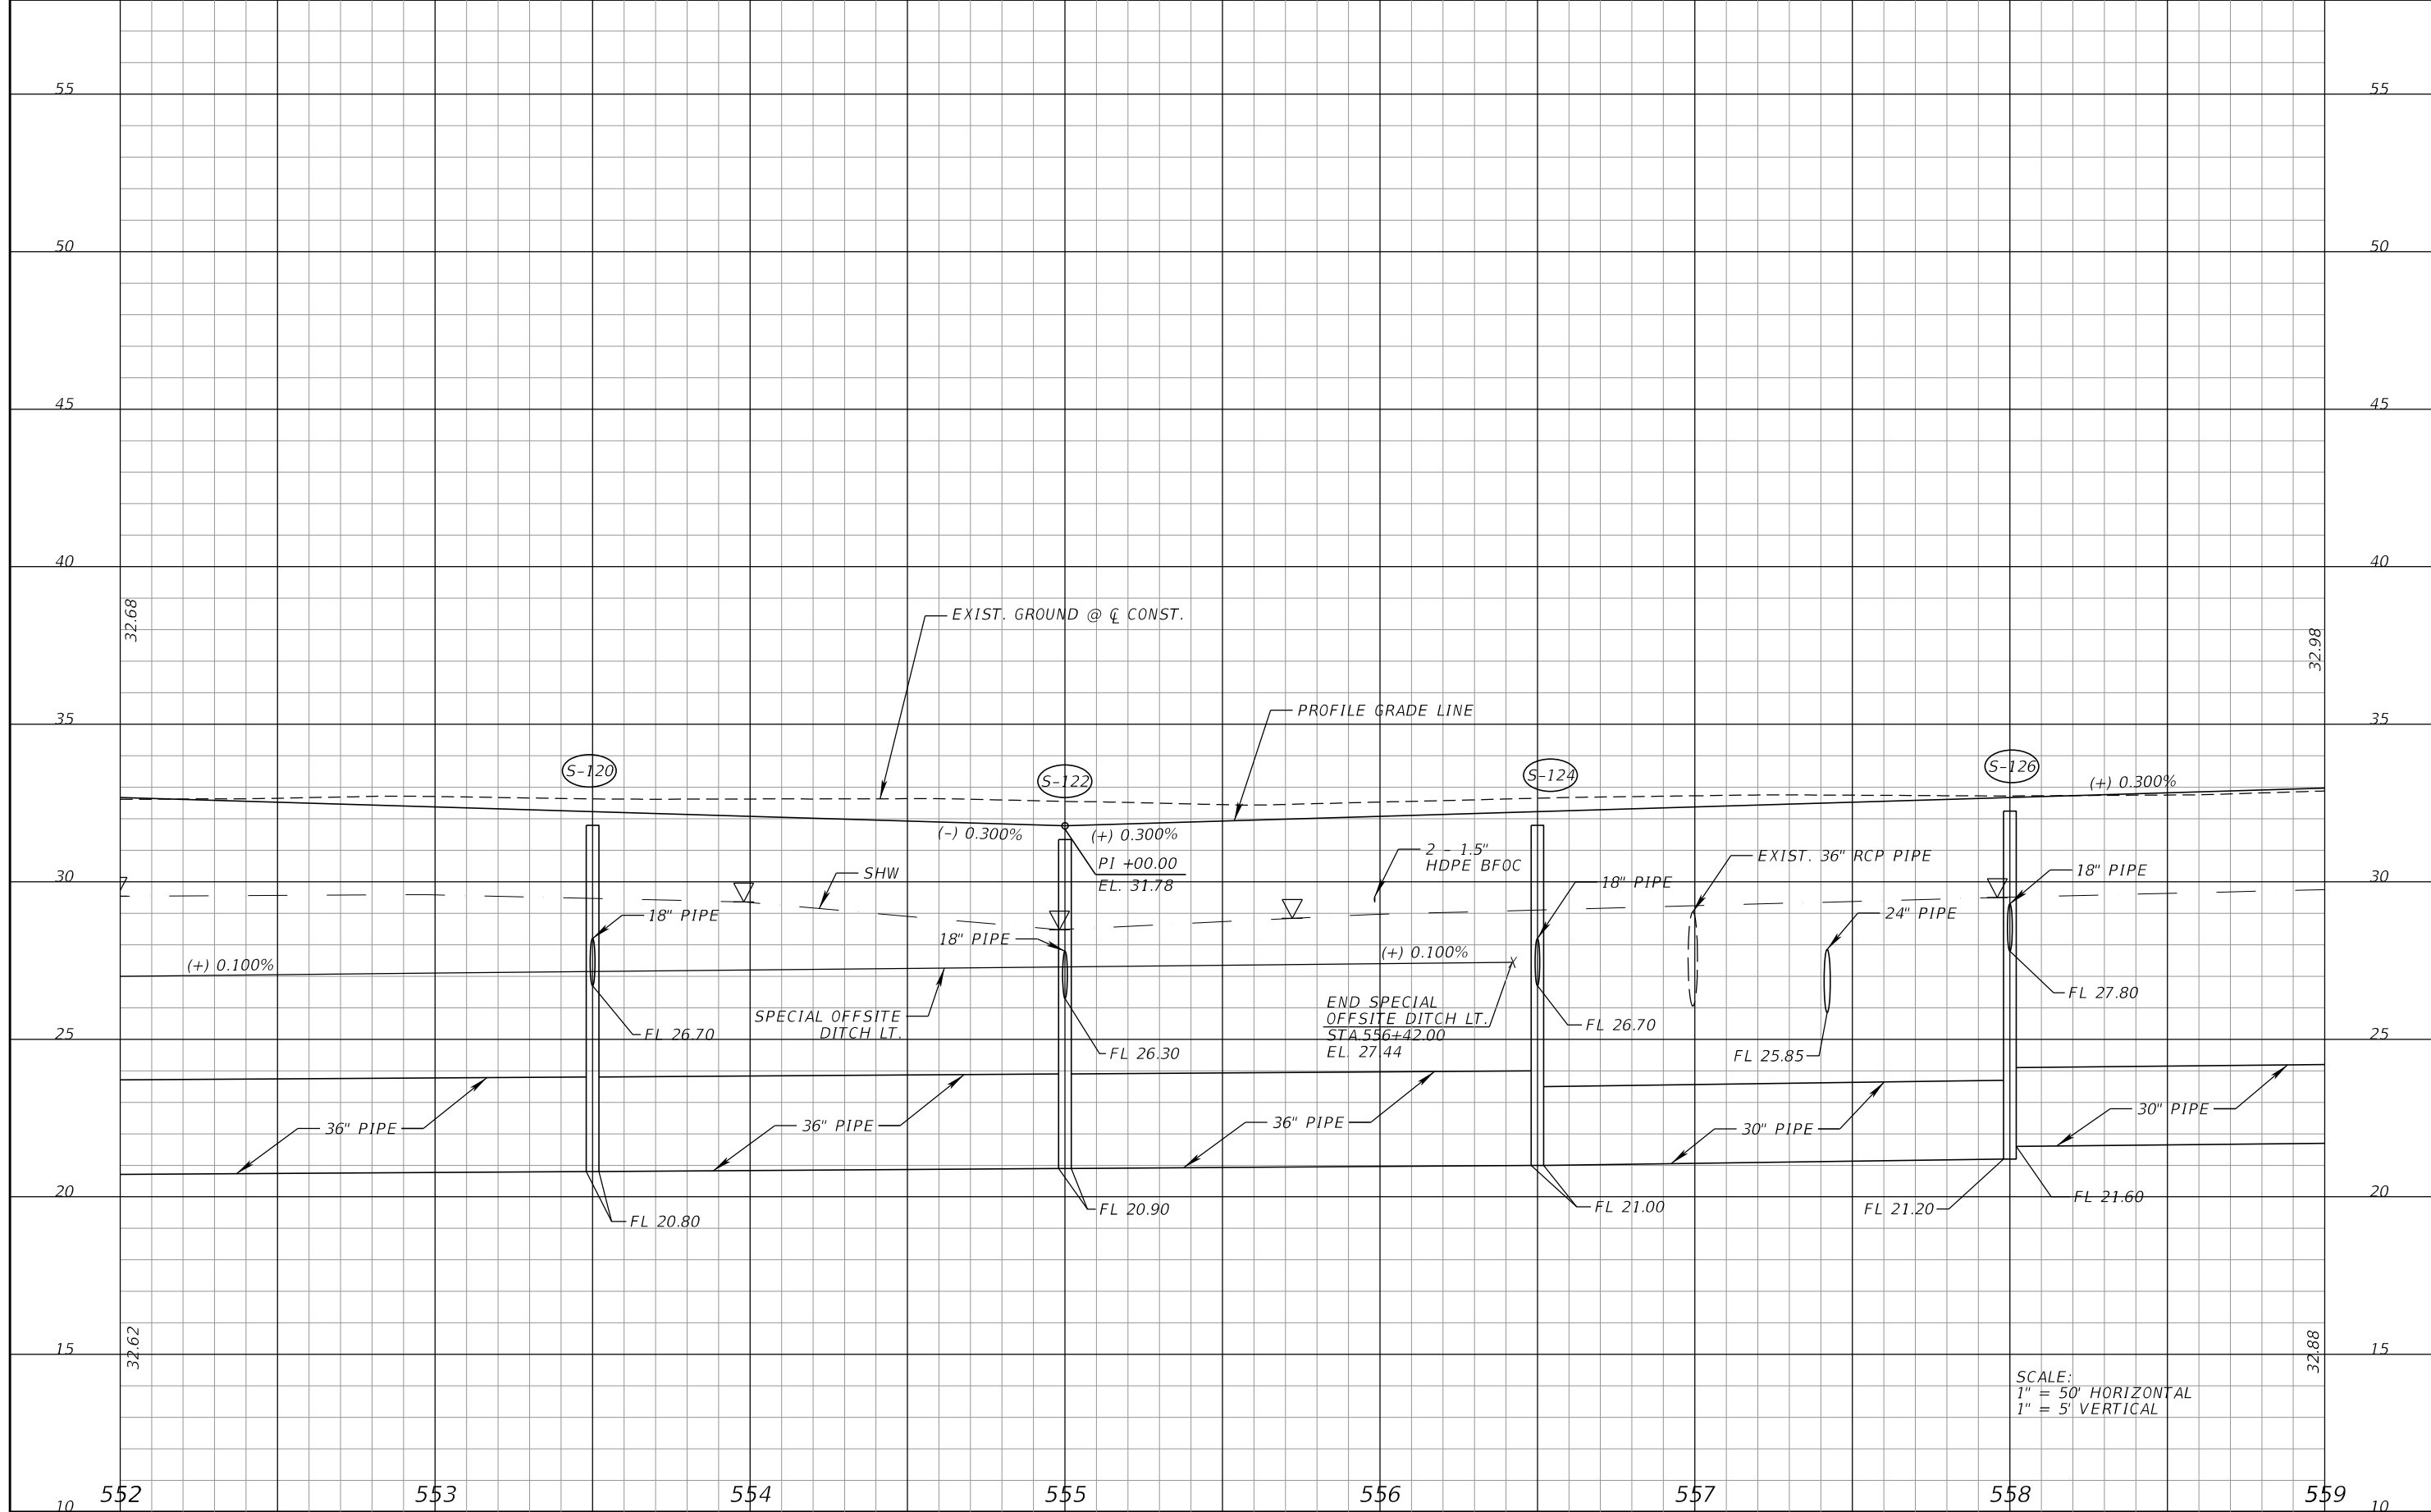 55 55
50 50
45 45
40 40
32.68
EXIST. GROUND @ ℄ CONST.
32.98
35 35
PROFILE GRADE LINE
S-120
S-122
S-124
S-126
(+) 0.300%
(-) 0.300%
(+) 0.300%
PI +00.00
EL. 31.78
2 - 1.5"
HDPE BFOC
EXIST. 36" RCP PIPE
30 30
SHW
18" PIPE
18" PIPE
18" PIPE
18" PIPE
24" PIPE
(+) 0.100%
(+) 0.100%
FL 27.80
SPECIAL OFFSITE
DITCH LT.
END SPECIAL
OFFSITE DITCH LT.
STA.556+42.00
EL. 27.44
FL 26.70
FL 26.30
FL 26.70
FL 25.85
25 25
36" PIPE
36" PIPE
36" PIPE
30" PIPE
30" PIPE
20 20
FL 20.80
FL 20.90
FL 21.00
FL 21.20
FL 21.60
32.62
32.88
15 15
SCALE:
1" = 50' HORIZONTAL
1" = 5' VERTICAL
10 10
552 553 554 555 556 557 558 559